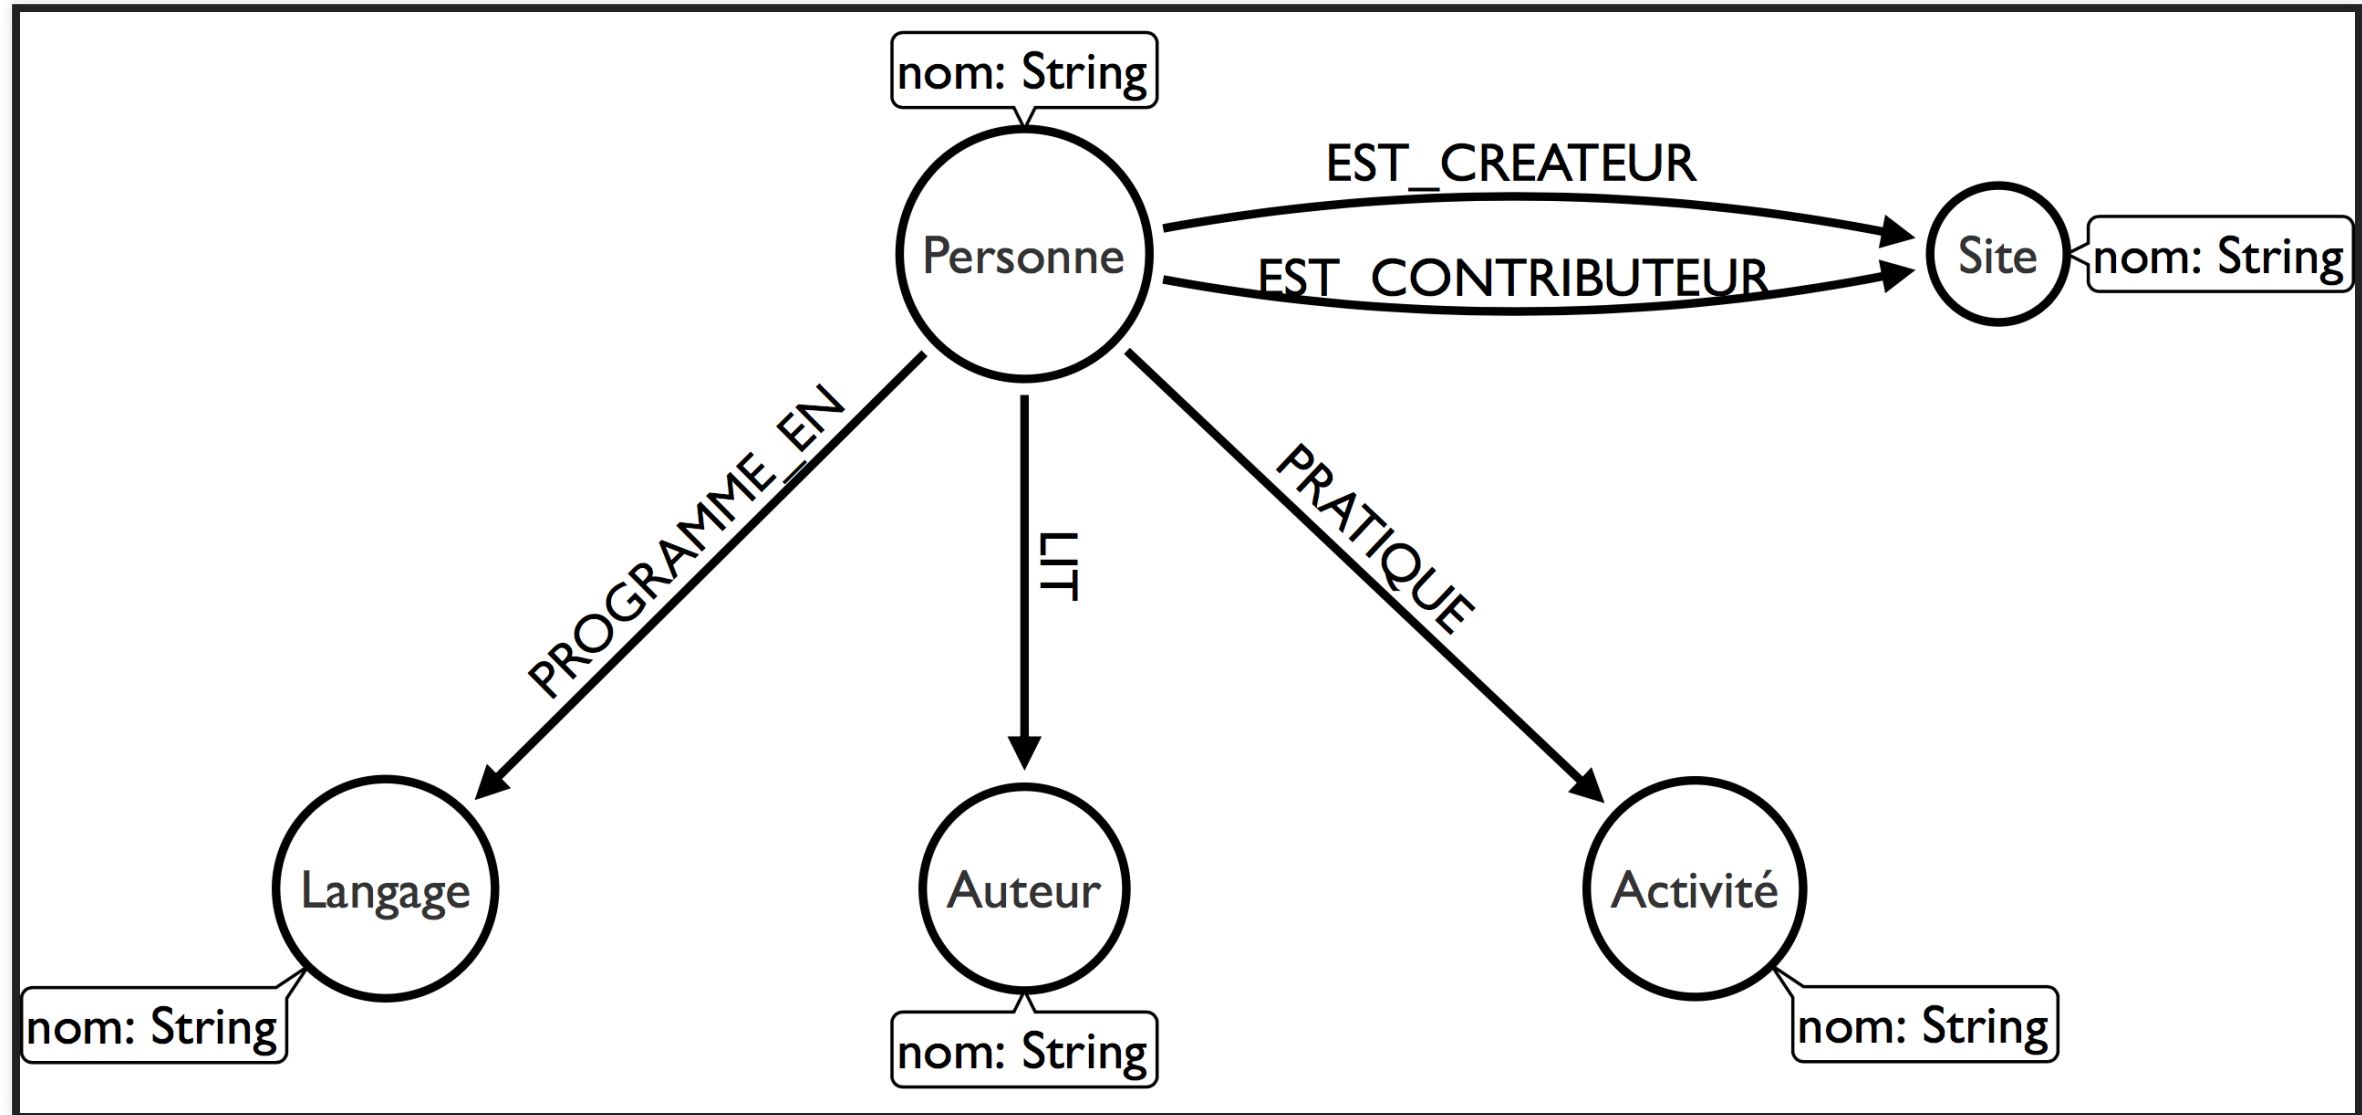 nom: String
EST_CREATEUR
Personne
Site
nom: String
EST_CONTRIBUTEUR
PROGRAMME_EN
LIT
PRATIQUE
Langage
Auteur
Activité
nom: String
nom: String
nom: String